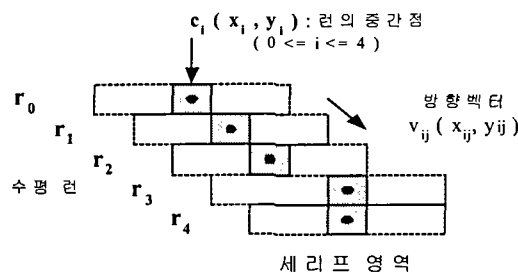 c_i ( x_i , y_i ) : 런의 중간점
( 0 <= i <= 4 )
r_0
방향벡터
r_1
v_ij ( x_ij, y_ij )
r_2
수평 런
r_3
r_4
세리프 영역